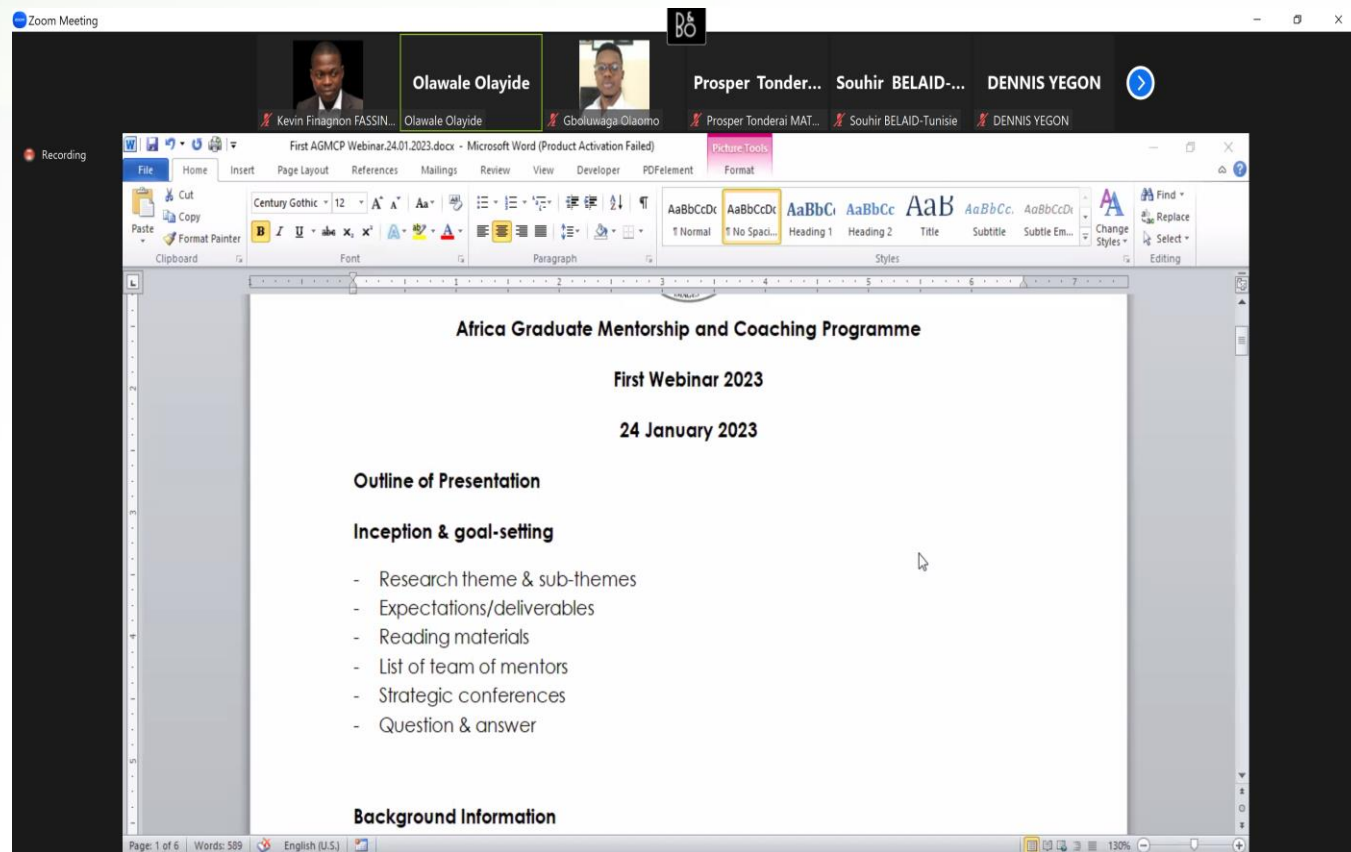 Zoom Meeting
B&O
Olawale Olayide
Prosper Tonder...
Souhir BELAID-...
DENNIS YEGON
Kevin Finagnon FASSIN...
Olawale Olayide
Gboluwaga Olaomo
Prosper Tonderai MAT...
Souhir BELAID-Tunisie
DENNIS YEGON
Recording
First AGMCP Webinar.24.01.2023.docx - Microsoft Word (Product Activation Failed)
Picture Tools
File Home Insert Page Layout References Mailings Review View Developer PDFelement Format
Paste
Cut
Copy
Format Painter
Clipboard
Century Gothic 12
Font
Paragraph
AaBbCcDc AaBbCcDc AaBbC AaBbCc AaB AaBbCc. AaBbCcDc
¶ Normal ¶ No Spaci... Heading 1 Heading 2 Title Subtitle Subtle Em...
Change Styles
Styles
Find
Replace
Select
Editing
Africa Graduate Mentorship and Coaching Programme
First Webinar 2023
24 January 2023
Outline of Presentation
Inception & goal-setting
- Research theme & sub-themes
- Expectations/deliverables
- Reading materials
- List of team of mentors
- Strategic conferences
- Question & answer
Background Information
Page: 1 of 6 Words: 589 English (U.S.) 130%